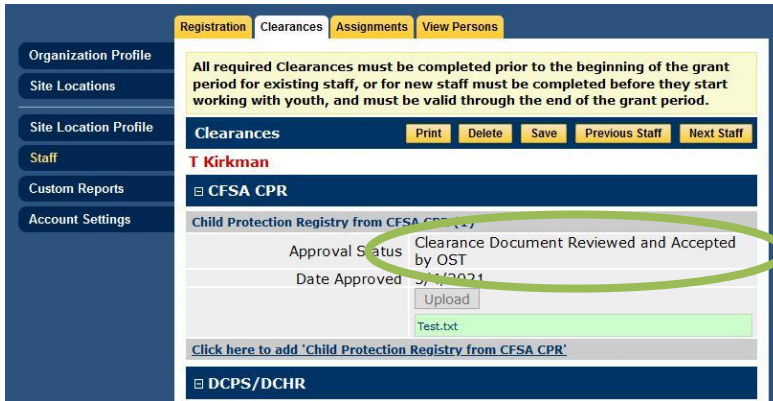 Registration Clearances Assignments View Persons
Organization Profile
Site Locations
Site Location Profile
Staff
Custom Reports
Account Settings
All required Clearances must be completed prior to the beginning of the grant
period for existing staff, or for new staff must be completed before they start
working with youth, and must be valid through the end of the grant period.
Clearances Print Delete Save Previous Staff Next Staff
T Kirkman
CFSA CPR
Child Protection Registry from CFSA CPR (1)
Approval Status Clearance Document Reviewed and Accepted
by OST
Date Approved 3/4/2021
Upload
Test.txt
Click here to add 'Child Protection Registry from CFSA CPR'
DCPS/DCHR